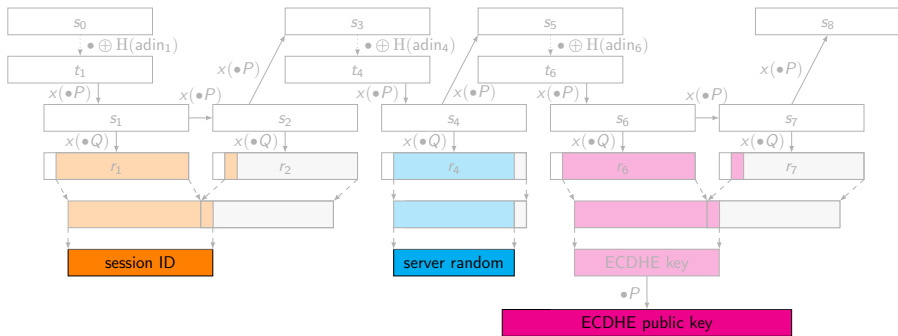 s₀ s₃ s₅ s₈
• ⊕ H(adin₁) • ⊕ H(adin₄) • ⊕ H(adin₆)
t₁ x(•P) t₄ x(•P) t₆ x(•P)
x(•P) x(•P) x(•P) x(•P) x(•P)
s₁ s₂ s₄ s₆ s₇
x(•Q) x(•Q) x(•Q) x(•Q) x(•Q)
r₁ r₂ r₄ r₆ r₇
session ID server random ECDHE key
•P
ECDHE public key